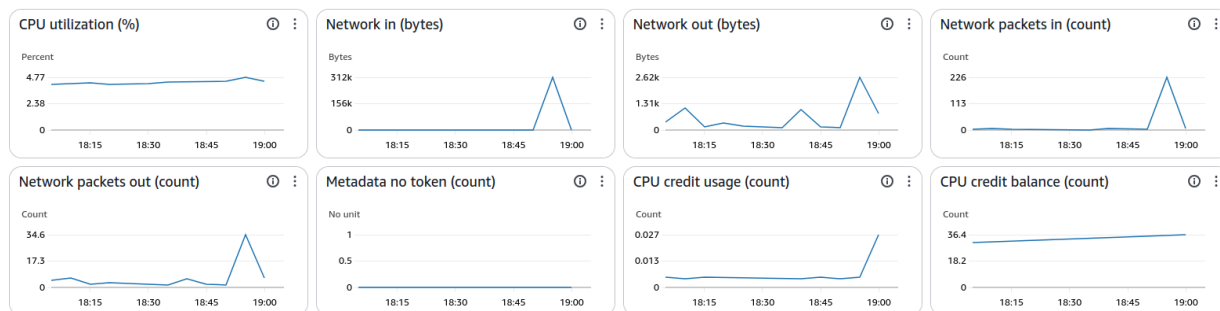 CPU utilization (%)
Percent
4.77
2.58
0
18:15 18:30 18:45 19:00
Network in (bytes)
Bytes
312k
156k
0
18:15 18:30 18:45 19:00
Network out (bytes)
Bytes
2.62k
1.31k
0
18:15 18:30 18:45 19:00
Network packets in (count)
Count
226
113
0
18:15 18:30 18:45 19:00
Network packets out (count)
Count
34.6
17.3
0
18:15 18:30 18:45 19:00
Metadata no token (count)
No unit
1
0.5
0
18:15 18:30 18:45 19:00
CPU credit usage (count)
Count
0.027
0.013
0
18:15 18:30 18:45 19:00
CPU credit balance (count)
Count
36.4
18.2
0
18:15 18:30 18:45 19:00